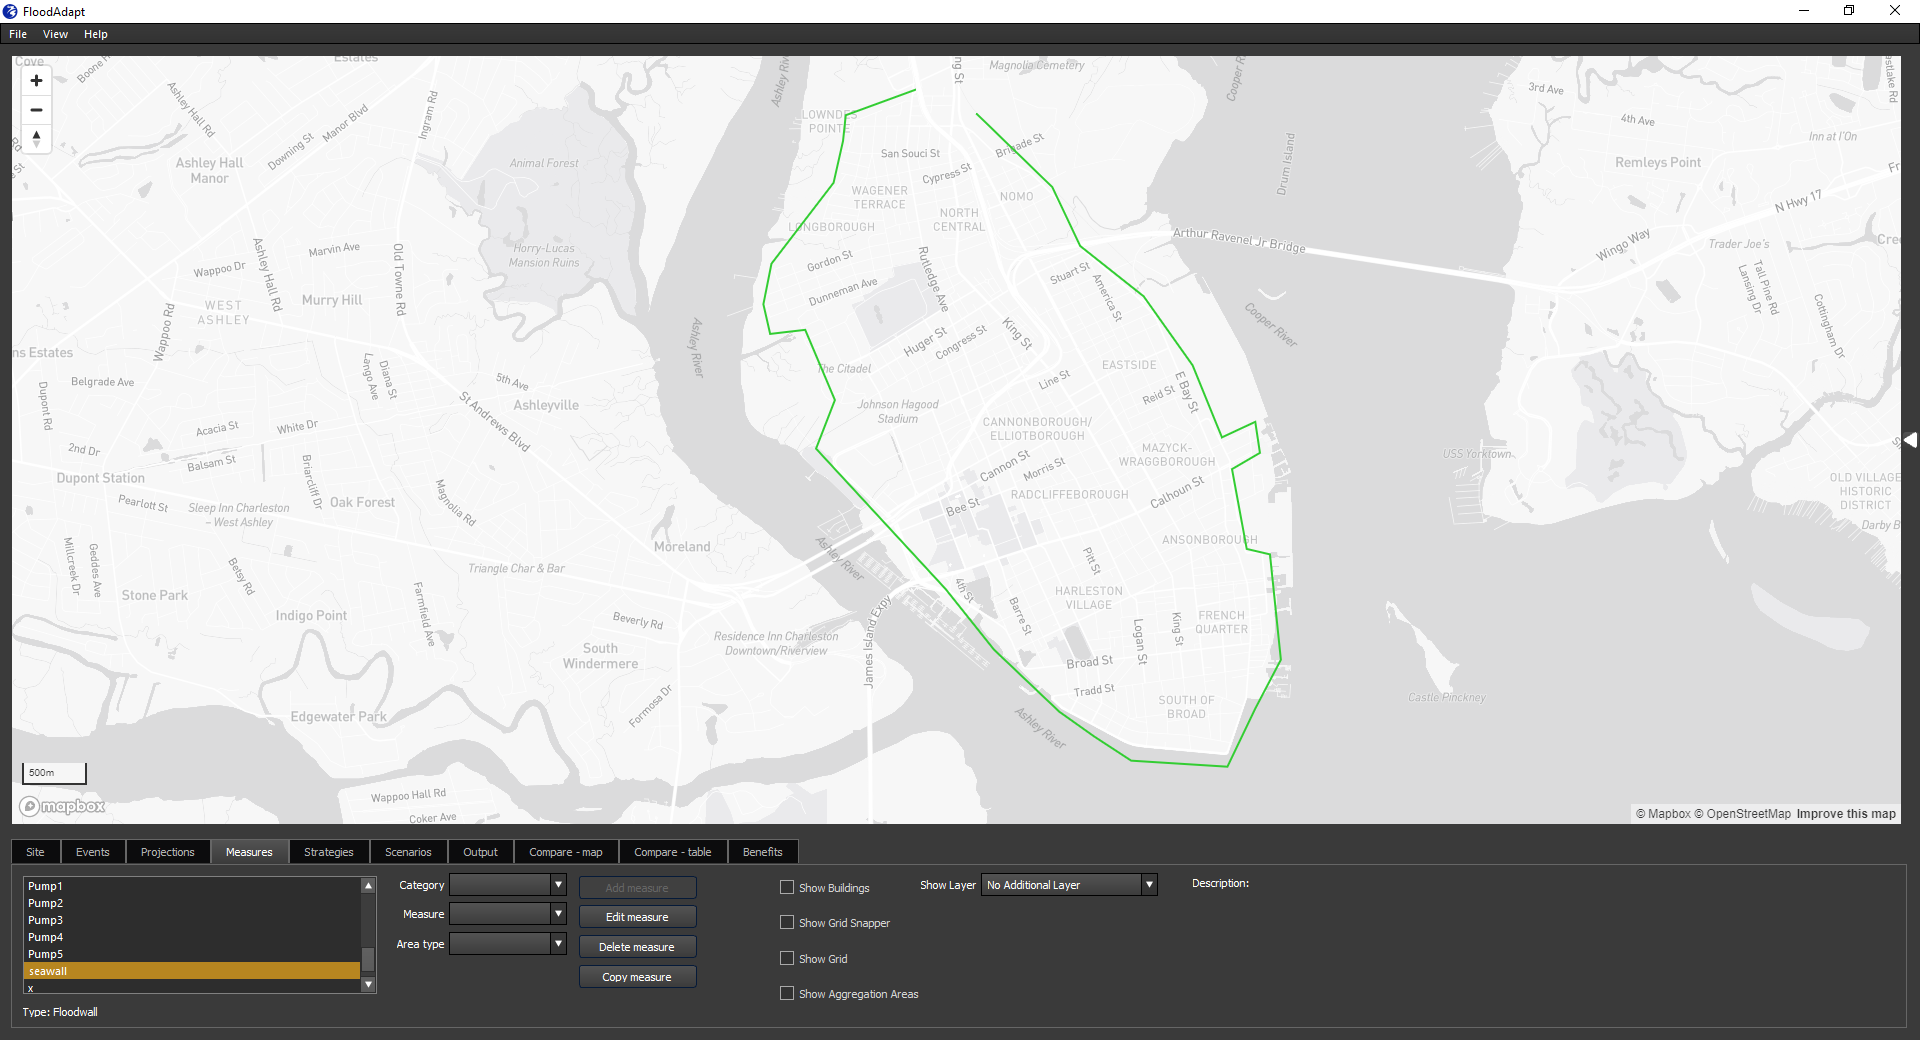 FloodAdapt
File View Help
Cove
Boone H
Estates
Ashley Hall Rd
Manor Blvd
Downing St
Ingram Rd
Ashley Hall
Manor
Animal Forest
Horry-Lucas
Mansion Ruins
Marvin Ave
Wappoo Dr
Ashley Hall Rd
Old Towne Rd
WEST
ASHLEY
Murry Hill
Wappoo Rd
ns Estates
Belgrade Ave
Dupont Rd
Lango Ave
Diana St
5th Ave
Ashleyville
St Andrews Blvd
Acacia St
White Dr
2nd Dr
Balsam St
Dupont Station
Pearlott St
Briarcliff Dr
Oak Forest
Magnolia Rd
Sleep Inn Charleston
– West Ashley
Millcreek Dr
Geddes Ave
Betsy Rd
Stone Park
Indigo Point
Triangle Char & Bar
Farmfield Ave
Moreland
Beverly Rd
South
Windermere
Residence Inn Charleston
Downtown/Riverview
James Island Expy
Formosa Dr
Edgewater Park
Wappoo Hall Rd
Coker Ave
Ashley River
Ashley River
Ashley River
Ashley River
LOWNDES
POINTE
ng St
Magnolia Cemetery
San Souci St
Brigade St
Cypress St
WAGENER
TERRACE
NOMO
NORTH
CENTRAL
LONGBOROUGH
Gordon St
Rutledge Ave
Dunneman Ave
Stuart St
America St
Huger St
Congress St
King St
The Citadel
Line St
EASTSIDE
Reid St
E Bay St
Johnson Hagood
Stadium
CANNONBOROUGH/
ELLIOTBOROUGH
MAZYCK-
WRAGGBOROUGH
Cannon St
Morris St
RADCLIFFEBOROUGH
Calhoun St
Bee St
ANSONBOROUGH
Pitt St
4th St
Barre St
HARLESTON
VILLAGE
FRENCH
QUARTER
King St
Logan St
Broad St
Tradd St
SOUTH OF
BROAD
Cooper R
Drum Island
Arthur Ravenel Jr Bridge
Cooper River
3rd Ave
4th Ave
Remleys Point
Inn at I'On
N Hwy 17
Fr
estlake Rd
Wingo Way
Trader Joe's
Cree
Tall Pine Rd
Lansing Dr
Cottingham Dr
USS Yorktown
OLD VILLAGE
HISTORIC
DISTRICT
Darby B
Castle Pinckney
500m
mapbox
© Mapbox © OpenStreetMap Improve this map
Site Events Projections Measures Strategies Scenarios Output Compare - map Compare - table Benefits
Pump1
Pump2
Pump3
Pump4
Pump5
seawall
x
Type: Floodwall
Category
Measure
Area type
Add measure
Edit measure
Delete measure
Copy measure
Show Buildings
Show Grid Snapper
Show Grid
Show Aggregation Areas
Show Layer No Additional Layer
Description: